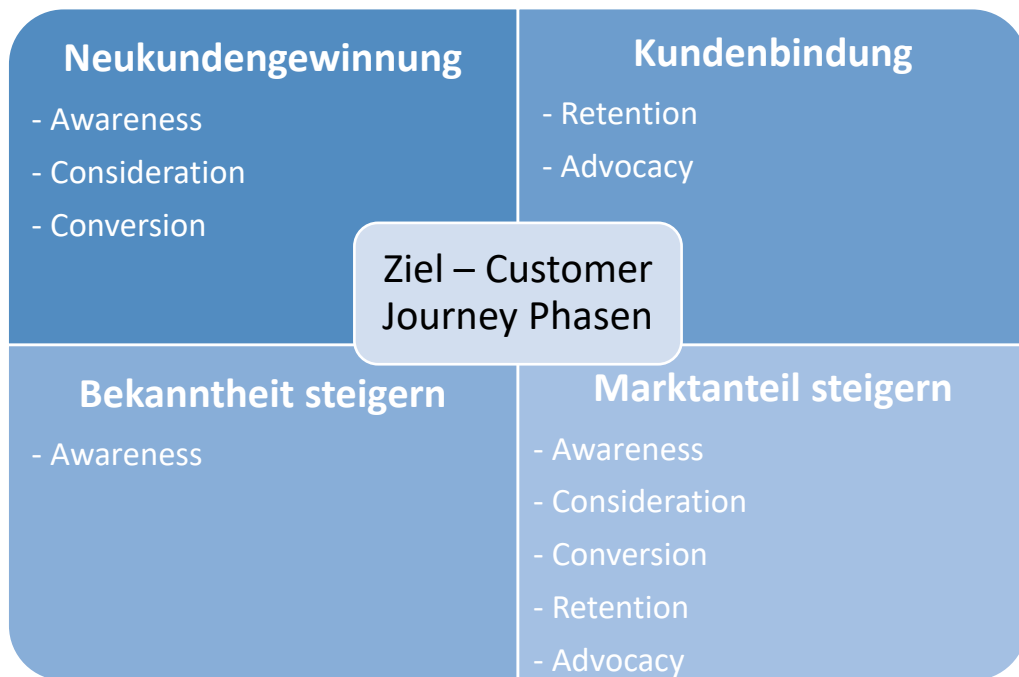 Neukundengewinnung
- Awareness
- Consideration
- Conversion
Kundenbindung
- Retention
- Advocacy
Ziel – Customer
Journey Phasen
Bekanntheit steigern
- Awareness
Marktanteil steigern
- Awareness
- Consideration
- Conversion
- Retention
- Advocacy